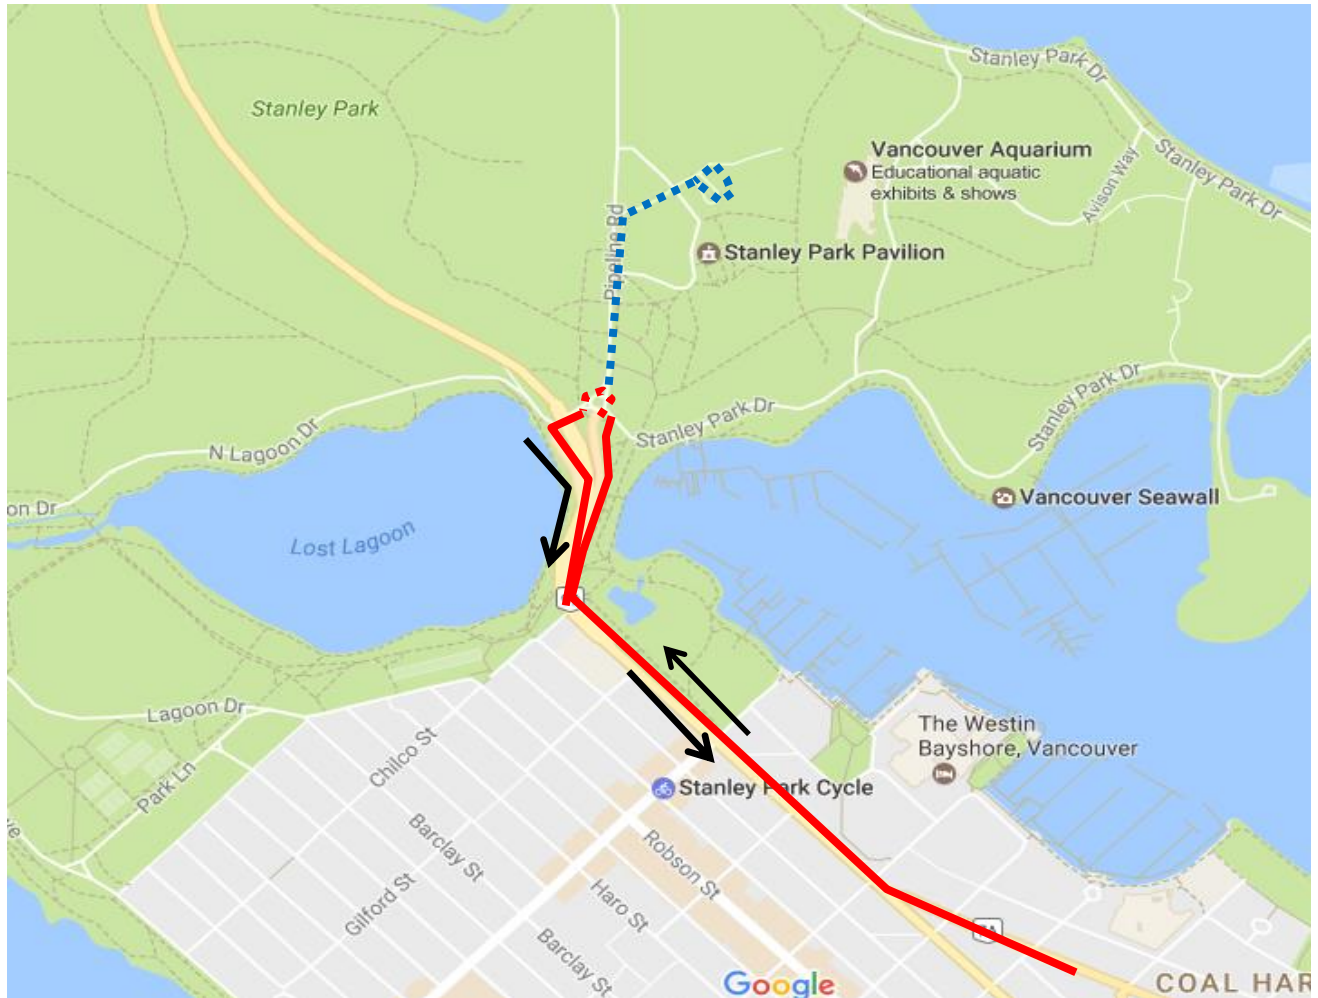 Stanley Park Dr
Stanley Park
Vancouver Aquarium
Educational aquatic
exhibits & shows
Avison Way
Stanley Park Dr
Pipeline Rd
Stanley Park Pavilion
Stanley Park Dr
Stanley Park Dr
N Lagoon Dr
on Dr
Vancouver Seawall
Lost Lagoon
Lagoon Dr
The Westin
Bayshore, Vancouver
Chilco St
Park Ln
Stanley Park Cycle
Barclay St
Robson St
Gilford St
Haro St
Barclay St
Google
COAL HAR